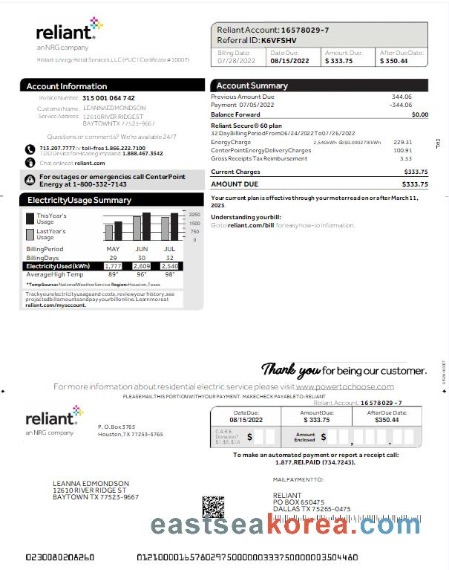 reliant
an NRG company
Reliant Energy Retail Services LLC (PUCT Certificate # 10007)
Reliant Account: 16578029-7
Referral ID: K6VFSHV
Billing Date: Date Due: Amount Due: After Due Date:
07/28/2022 08/15/2022 $ 333.75 $ 350.44
Account Information
Invoice Number: 315 001 064 742
Customer Name: LEANNA EDMONDSON
Service Address: 12610 RIVER RIDGE ST
BAYTOWN TX 77523-9667
Questions or comments? We're available 24/7
713.207.7777 or toll-free 1.866.222.7100
1.888.467.3542
Chat online at reliant.com
For outages or emergencies call CenterPoint
Energy at 1-800-332-7143
Electricity Usage Summary
This Year's
Usage
Last Year's
Usage
2250
1500
750
0
Billing Period MAY JUN JUL
Billing Days 29 30 32
Electricity Used (kWh) 1,777 2,609 2,546
Average High Temp 89° 96° 98°
*Temp Source: National Weather Service Region: Houston, Texas
Track your electricity usage and costs, review your history, see
projected bill amounts and pay your bill online. Learn more at
reliant.com/myaccount.
Account Summary
Previous Amount Due 344.06
Payment 07/05/2022 -344.06
Balance Forward $0.00
Reliant Secure® 60 plan
32 Day Billing Period From 06/24/2022 To 07/26/2022
Energy Charge 229.31
CenterPoint Energy Delivery Charges 100.91
Gross Receipts Tax Reimbursement 3.53
Current Charges $333.75
AMOUNT DUE $333.75
Your current plan is effective through your meter read on or after March 11,
2025
Understanding your bill:
Go to reliant.com/bill for easy how-to information.
Thank you for being our customer.
For more information about residential electric service please visit www.powertochoose.com
PLEASE MAIL THIS PORTION WITH YOUR PAYMENT. MAKE CHECK PAYABLE TO: RELIANT
Reliant Account: 16578029-7
reliant
an NRG company
P. O. Box 3765
Houston, TX 77253-3765
Date Due: Amount Due: After Due Date:
08/15/2022 $ 333.75 $350.44
C.A.R.E.
Donation?
$ Amount
Enclosed $
To make an automated payment or report a receipt call:
1.877.REI.PAID (734.7243).
LEANNA EDMONDSON
12610 RIVER RIDGE ST
BAYTOWN TX 77523-9667
MAIL PAYMENT TO:
RELIANT
PO BOX 650475
DALLAS TX 75265-0475
eastseakorea.com